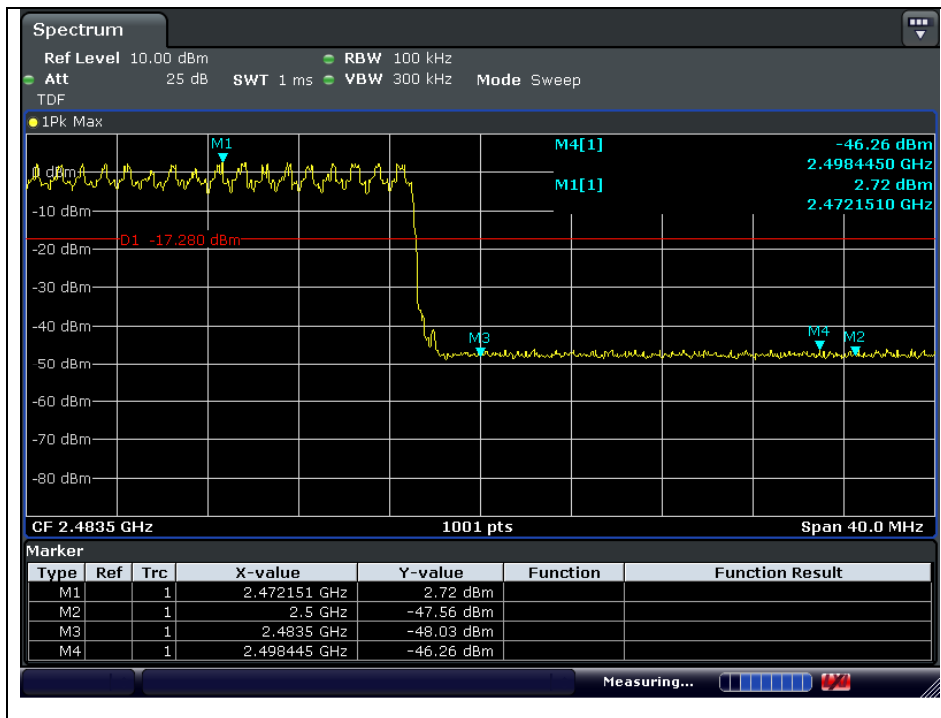 Spectrum
Ref Level 10.00 dBm RBW 100 kHz
Att 25 dB SWT 1 ms VBW 300 kHz Mode Sweep
TDF
1Pk Max
M1 M4[1] -46.26 dBm
2.4984450 GHz
0 dBm M1[1] 2.72 dBm
2.4721510 GHz
-10 dBm
D1 -17.280 dBm
-20 dBm
-30 dBm
-40 dBm
M3 M4 M2
-50 dBm
-60 dBm
-70 dBm
-80 dBm
CF 2.4835 GHz 1001 pts Span 40.0 MHz
Marker
Type Ref Trc X-value Y-value Function Function Result
M1 1 2.472151 GHz 2.72 dBm
M2 1 2.5 GHz -47.56 dBm
M3 1 2.4835 GHz -48.03 dBm
M4 1 2.498445 GHz -46.26 dBm
Measuring...